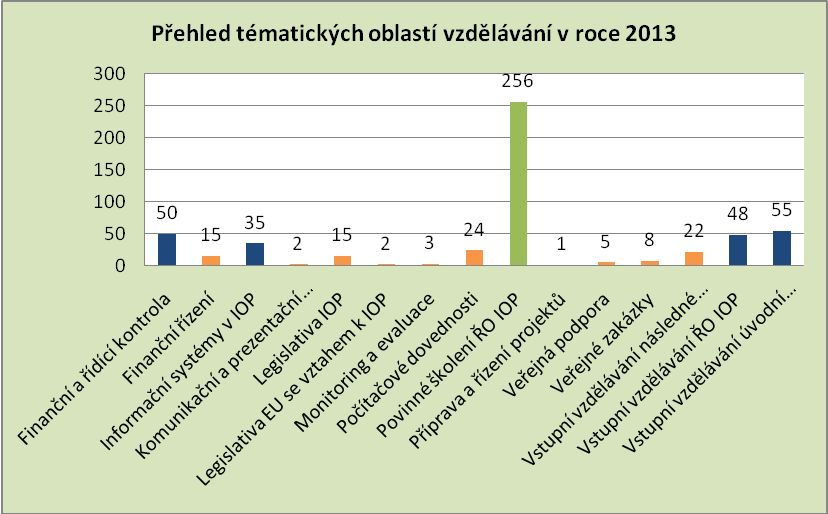 Přehled tématických oblastí vzdělávání v roce 2013
300
250
200
150
100
50
0
50
15
35
2
15
2
3
24
256
1
5
8
22
48
55
Finanční a řídící kontrola
Finanční řízení
Informační systémy v IOP
Komunikační a prezentační...
Legislativa IOP
Legislativa EU se vztahem k IOP
Monitoring a evaluace
Počítačové dovednosti
Povinné školení ŘO IOP
Příprava a řízení projektů
Veřejná podpora
Veřejné zakázky
Vstupní vzdělávání následné...
Vstupní vzdělávání ŘO IOP
Vstupní vzdělávání úvodní...